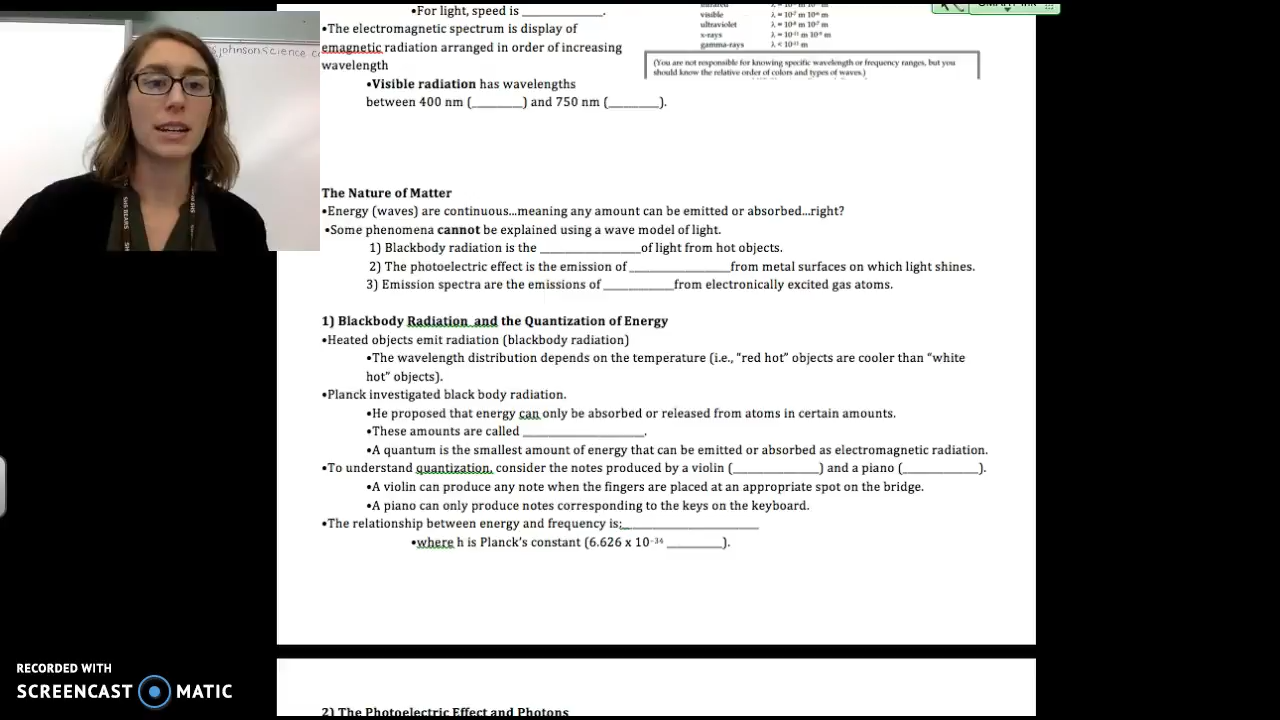 •For light, speed is ______________.
•The electromagnetic spectrum is display of
emagnetic radiation arranged in order of increasing
wavelength
•Visible radiation has wavelengths
between 400 nm (_________) and 750 nm (_________).
visible
ultraviolet
x-rays
gamma-rays
(You are not responsible for knowing specific wavelength or frequency ranges, but you
should know the relative order of colors and types of waves.)
johnsonscience
The Nature of Matter
•Energy (waves) are continuous...meaning any amount can be emitted or absorbed...right?
•Some phenomena cannot be explained using a wave model of light.
1) Blackbody radiation is the __________________of light from hot objects.
2) The photoelectric effect is the emission of __________________from metal surfaces on which light shines.
3) Emission spectra are the emissions of ____________from electronically excited gas atoms.
1) Blackbody Radiation and the Quantization of Energy
•Heated objects emit radiation (blackbody radiation)
•The wavelength distribution depends on the temperature (i.e., “red hot” objects are cooler than “white
hot” objects).
•Planck investigated black body radiation.
•He proposed that energy can only be absorbed or released from atoms in certain amounts.
•These amounts are called ______________________.
•A quantum is the smallest amount of energy that can be emitted or absorbed as electromagnetic radiation.
•To understand quantization, consider the notes produced by a violin (_______________) and a piano (_____________).
•A violin can produce any note when the fingers are placed at an appropriate spot on the bridge.
•A piano can only produce notes corresponding to the keys on the keyboard.
•The relationship between energy and frequency is:________________________
•where h is Planck’s constant (6.626 x 10⁻³⁴ __________).
RECORDED WITH
SCREENCAST MATIC
2) The Photoelectric Effect and Photons